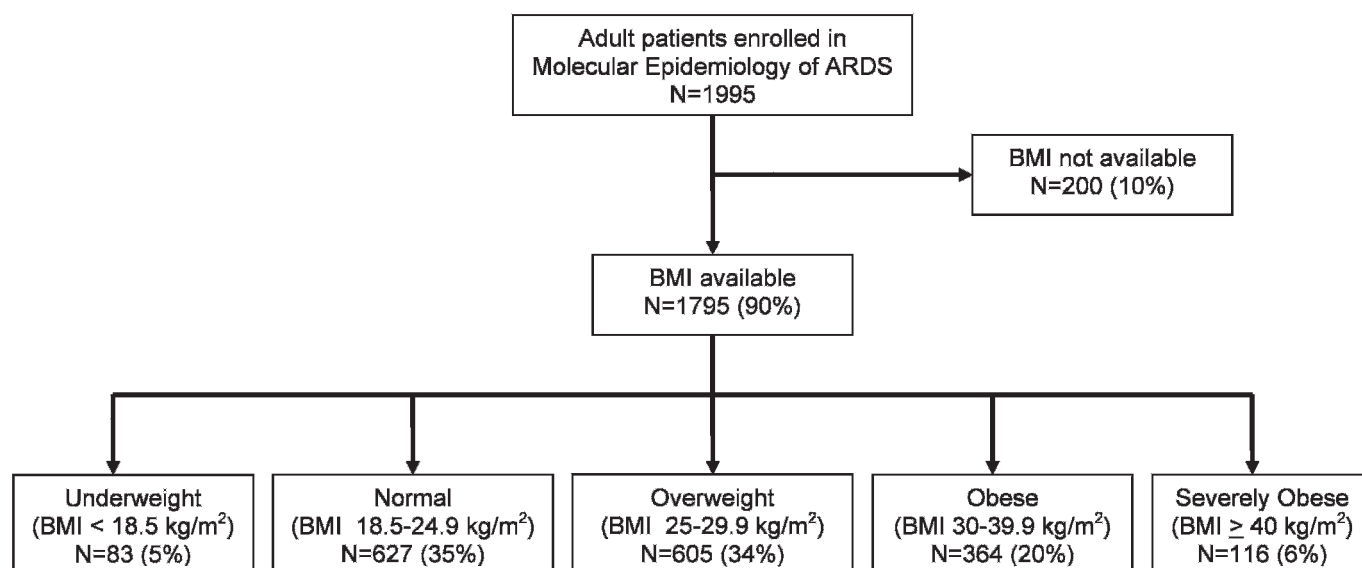 Adult patients enrolled in
Molecular Epidemiology of ARDS
N=1995
BMI not available
N=200 (10%)
BMI available
N=1795 (90%)
Underweight
(BMI < 18.5 kg/m²)
N=83 (5%)
Normal
(BMI 18.5-24.9 kg/m²)
N=627 (35%)
Overweight
(BMI 25-29.9 kg/m²)
N=605 (34%)
Obese
(BMI 30-39.9 kg/m²)
N=364 (20%)
Severely Obese
(BMI ≥ 40 kg/m²)
N=116 (6%)